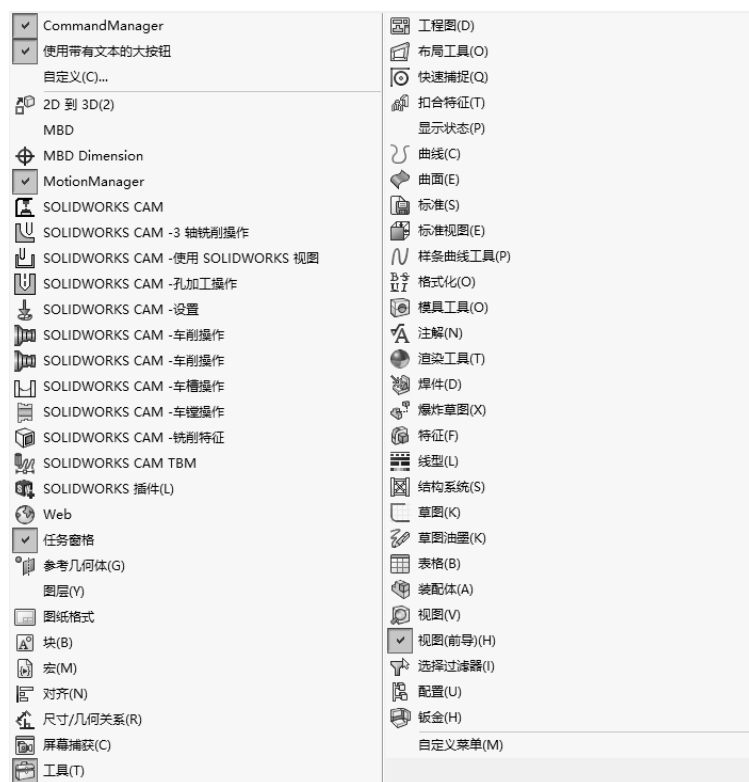 CommandManager
使用带有文本的大按钮
自定义(C)...
2D 到 3D(2)
MBD
MBD Dimension
MotionManager
SOLIDWORKS CAM
SOLIDWORKS CAM -3 轴铣削操作
SOLIDWORKS CAM -使用 SOLIDWORKS 视图
SOLIDWORKS CAM -孔加工操作
SOLIDWORKS CAM -设置
SOLIDWORKS CAM -车削操作
SOLIDWORKS CAM -车削操作
SOLIDWORKS CAM -车槽操作
SOLIDWORKS CAM -车镗操作
SOLIDWORKS CAM -铣削特征
SOLIDWORKS CAM TBM
SOLIDWORKS 插件(L)
Web
任务窗格
参考几何体(G)
图层(Y)
图纸格式
块(B)
宏(M)
对齐(N)
尺寸/几何关系(R)
屏幕捕获(C)
工具(T)
工程图(D)
布局工具(O)
快速捕捉(Q)
扣合特征(T)
显示状态(P)
曲线(C)
曲面(E)
标准(S)
标准视图(E)
样条曲线工具(P)
格式化(O)
模具工具(O)
注解(N)
渲染工具(T)
焊件(D)
爆炸草图(X)
特征(F)
线型(L)
结构系统(S)
草图(K)
草图油墨(K)
表格(B)
装配体(A)
视图(V)
视图(前导)(H)
选择过滤器(I)
配置(U)
钣金(H)
自定义菜单(M)